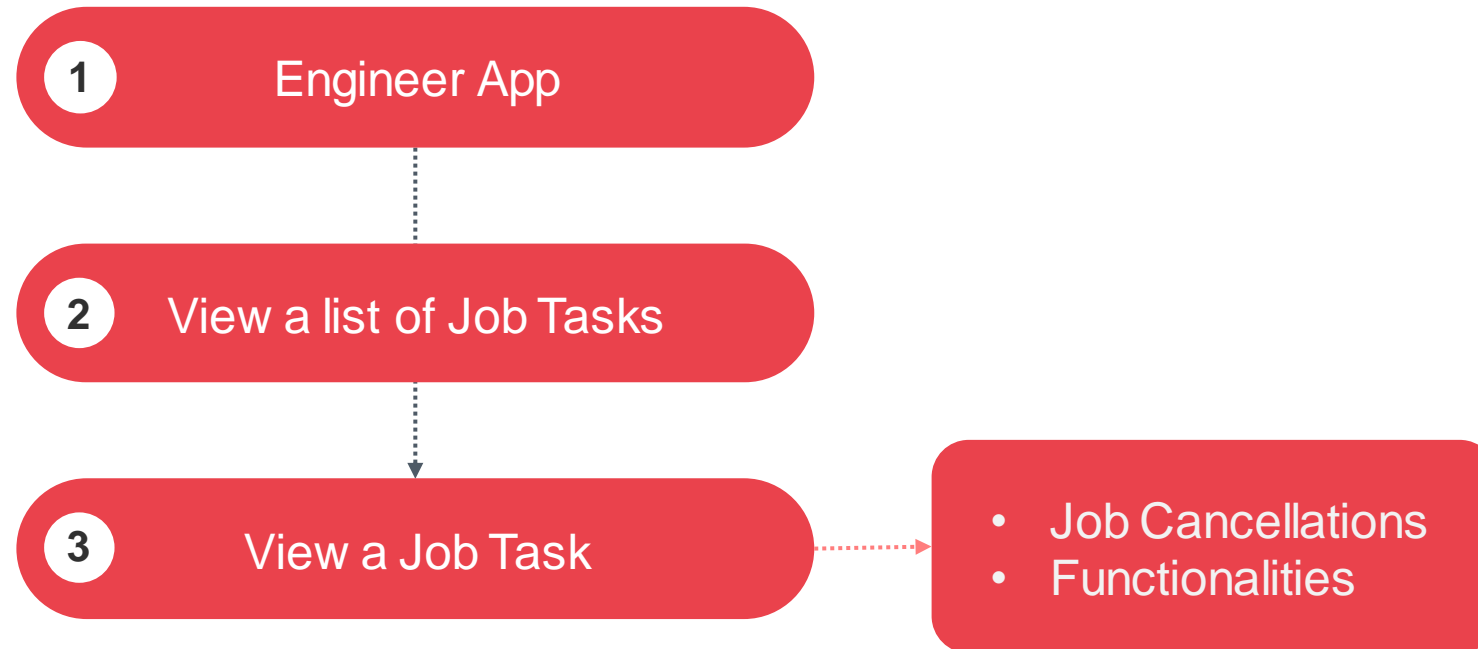 1 Engineer App
2 View a list of Job Tasks
3 View a Job Task
• Job Cancellations
• Functionalities